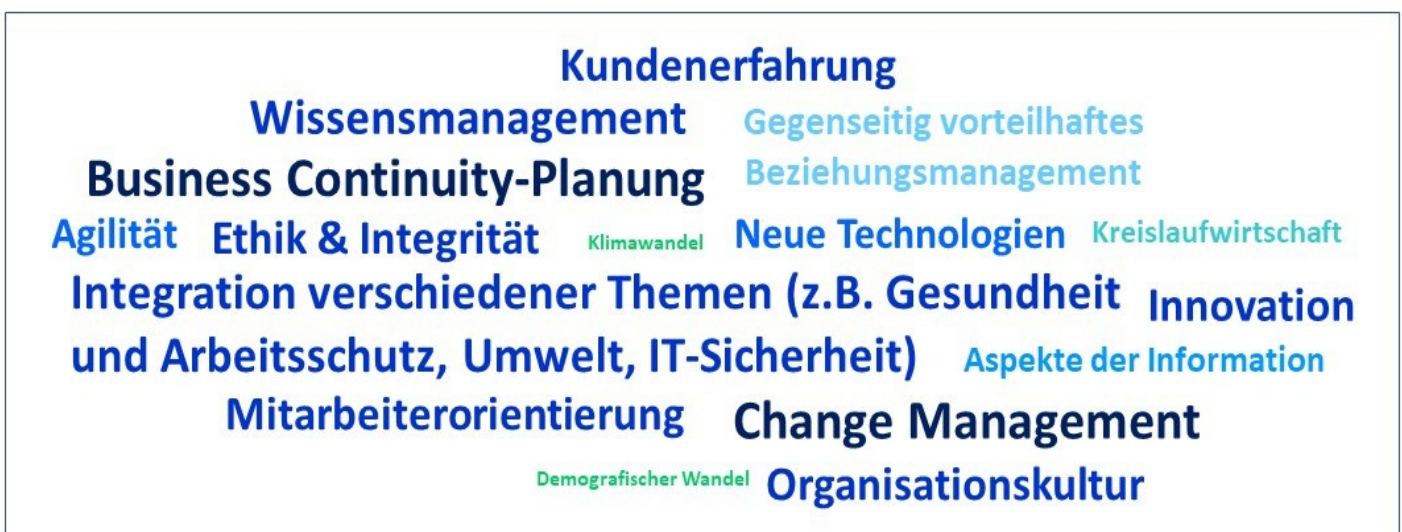 Kundenerfahrung
Wissensmanagement
Gegenseitig vorteilhaftes
Beziehungsmanagement
Business Continuity-Planung
Agilität
Ethik & Integrität
Klimawandel
Neue Technologien
Kreislaufwirtschaft
Integration verschiedener Themen (z.B. Gesundheit
und Arbeitsschutz, Umwelt, IT-Sicherheit)
Innovation
Aspekte der Information
Mitarbeiterorientierung
Change Management
Demografischer Wandel
Organisationskultur